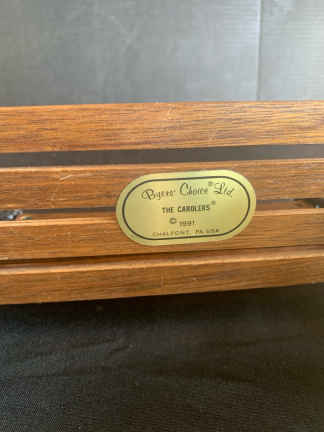 Byers' Choice® Ltd.
THE CAROLERS®
© 1991
CHALFONT, PA USA